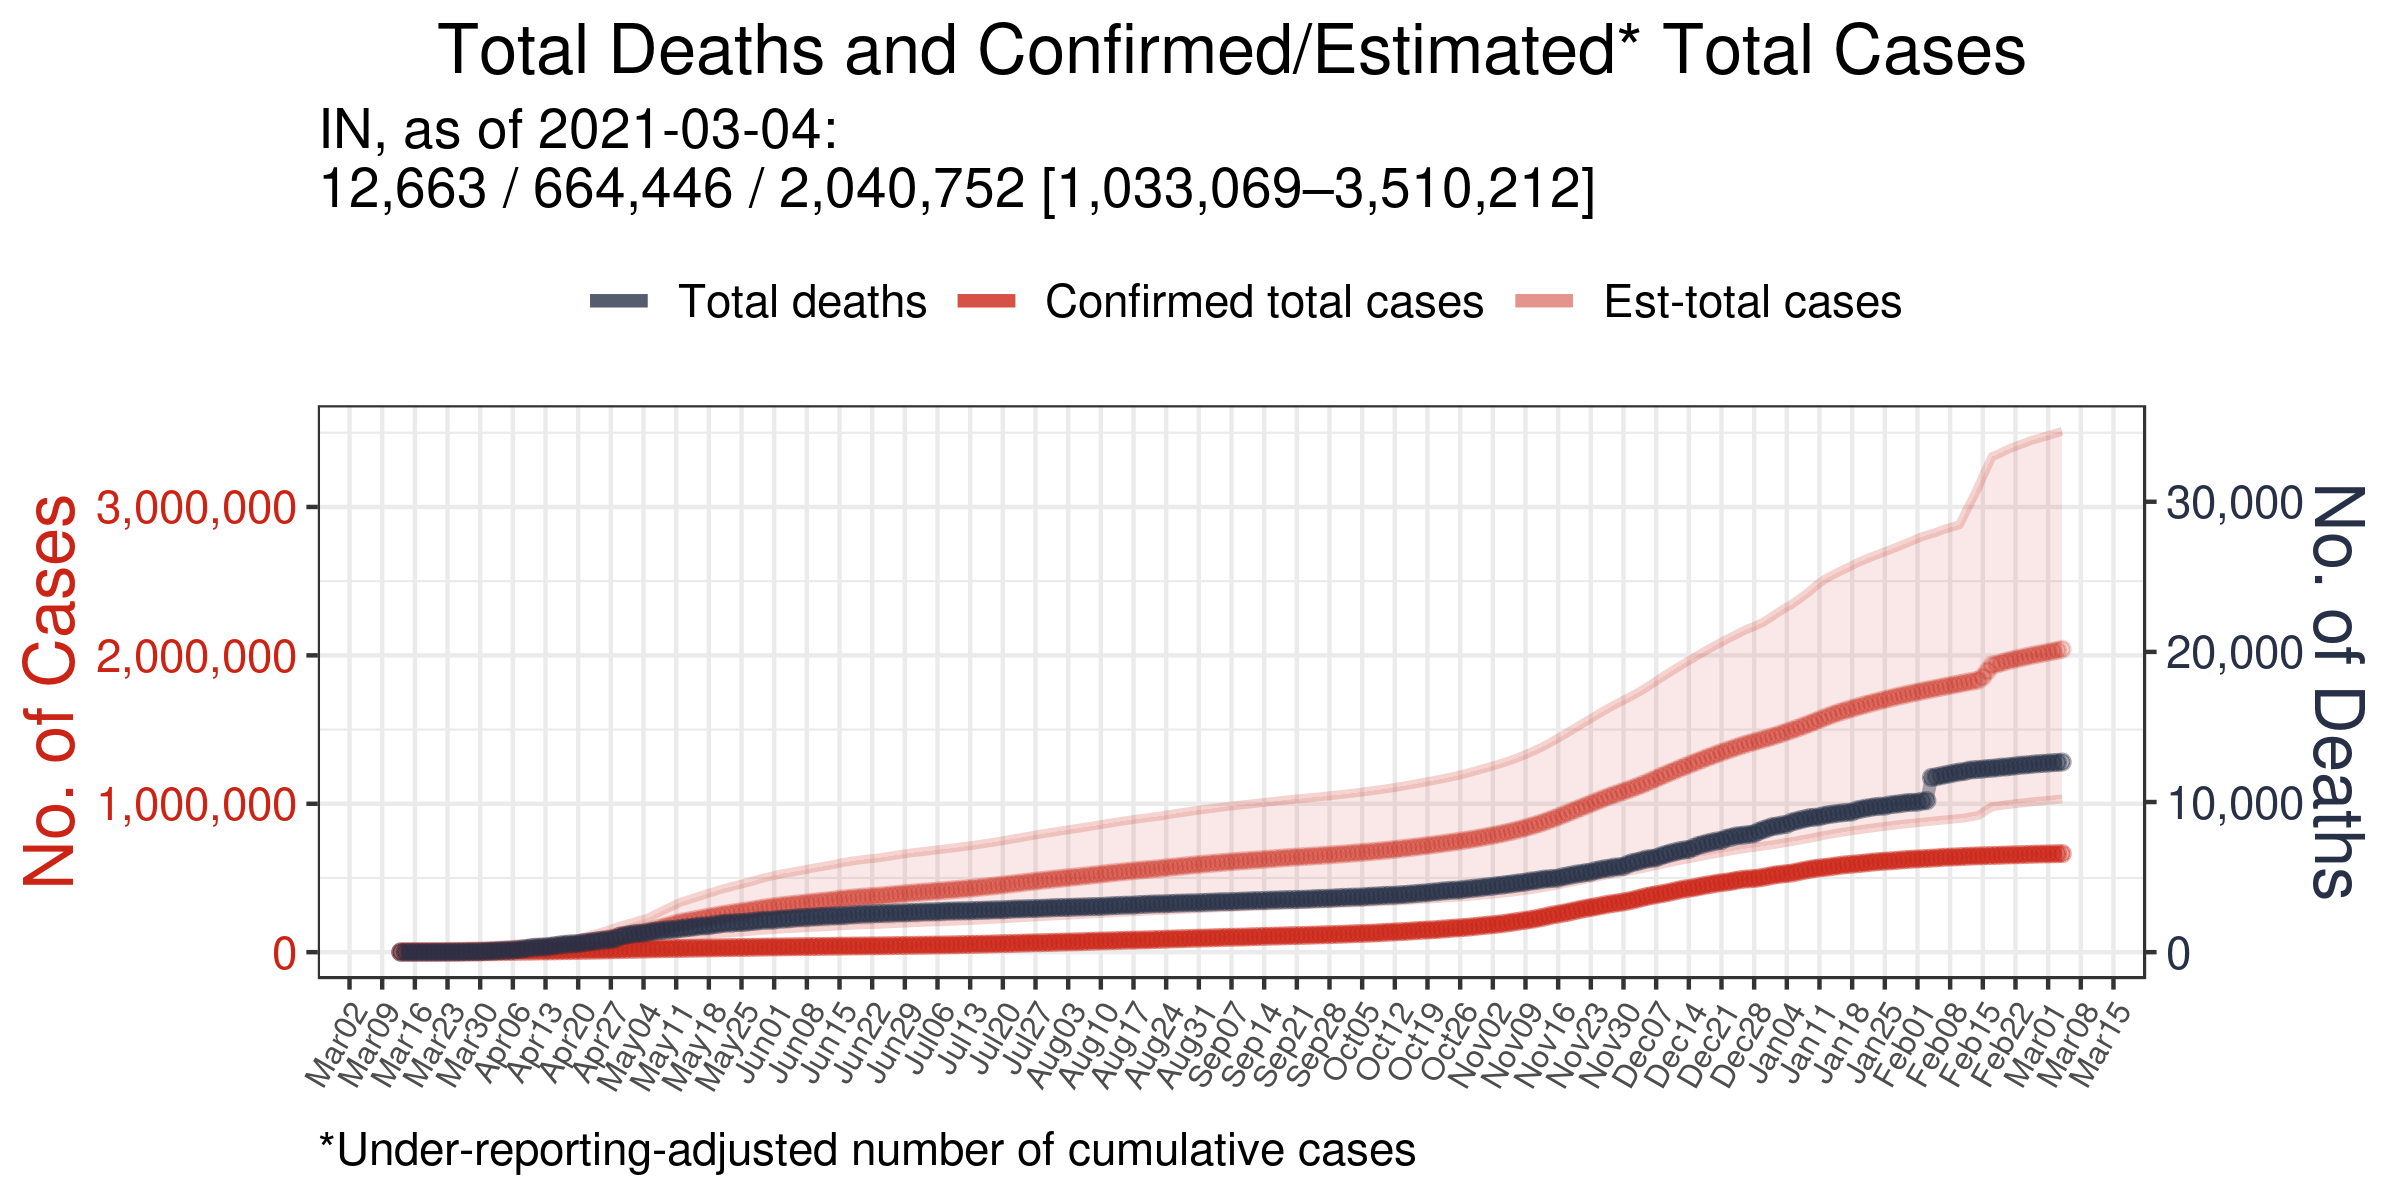 Total Deaths and Confirmed/Estimated* Total Cases
IN, as of 2021-03-04:
12,663 / 664,446 / 2,040,752 [1,033,069–3,510,212]
Total deaths
Confirmed total cases
Est-total cases
No. of Cases
3,000,000
2,000,000
1,000,000
0
30,000
20,000
10,000
0
No. of Deaths
Mar02
Mar09
Mar16
Mar23
Mar30
Apr06
Apr13
Apr20
Apr27
May04
May11
May18
May25
Jun01
Jun08
Jun15
Jun22
Jun29
Jul06
Jul13
Jul20
Jul27
Aug03
Aug10
Aug17
Aug24
Aug31
Sep07
Sep14
Sep21
Sep28
Oct05
Oct12
Oct19
Oct26
Nov02
Nov09
Nov16
Nov23
Nov30
Dec07
Dec14
Dec21
Dec28
Jan04
Jan11
Jan18
Jan25
Feb01
Feb08
Feb15
Feb22
Mar01
Mar08
Mar15
*Under-reporting-adjusted number of cumulative cases